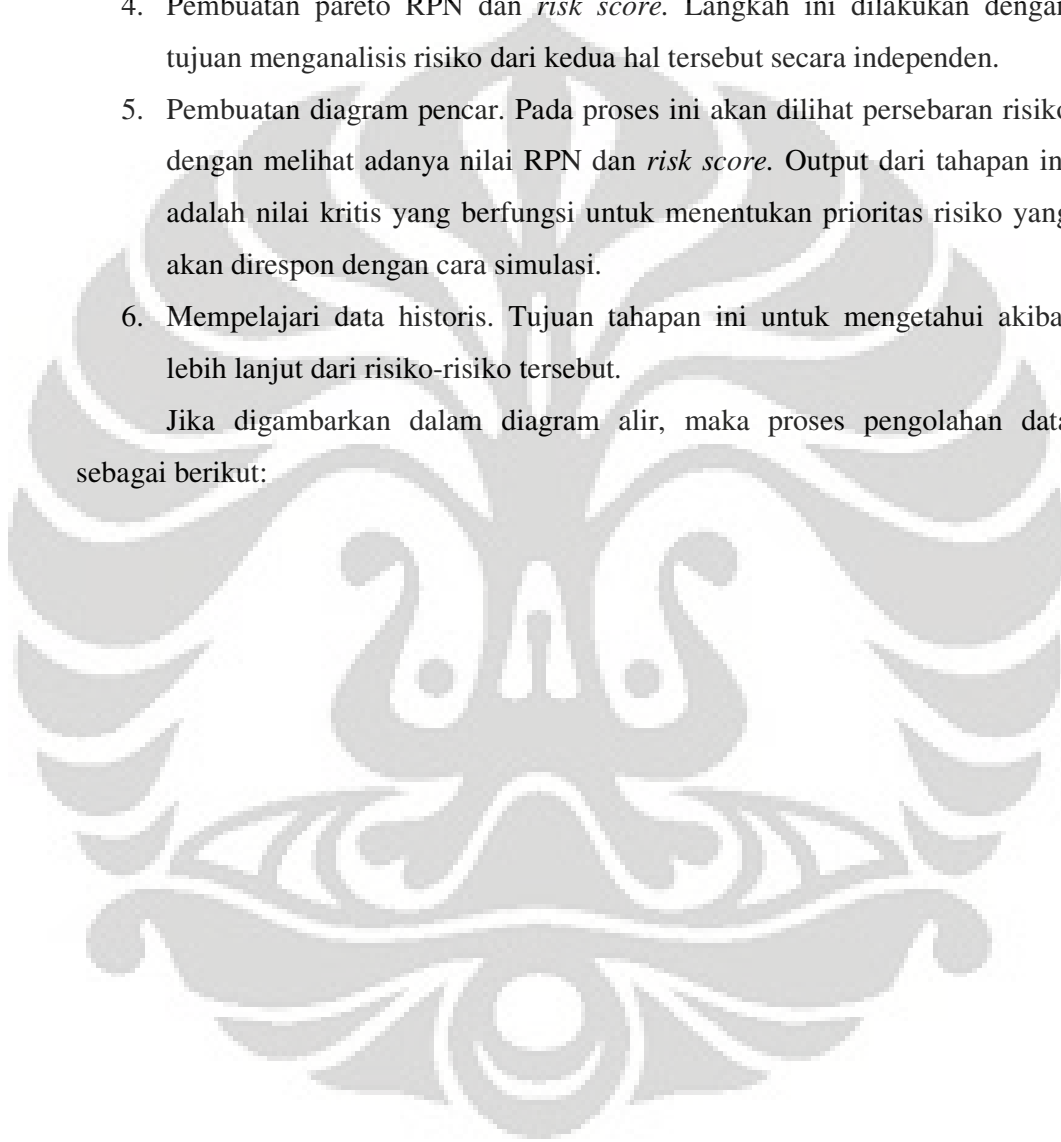 4. Pembuatan pareto RPN dan risk score. Langkah ini dilakukan dengan
tujuan menganalisis risiko dari kedua hal tersebut secara independen.
5. Pembuatan diagram pencar. Pada proses ini akan dilihat persebaran risiko
dengan melihat adanya nilai RPN dan risk score. Output dari tahapan in
adalah nilai kritis yang berfungsi untuk menentukan prioritas risiko yang
akan direspon dengan cara simulasi.
6. Mempelajari data historis. Tujuan tahapan ini untuk mengetahui akiba
lebih lanjut dari risiko-risiko tersebut.
Jika digambarkan dalam diagram alir, maka proses pengolahan data
sebagai berikut: